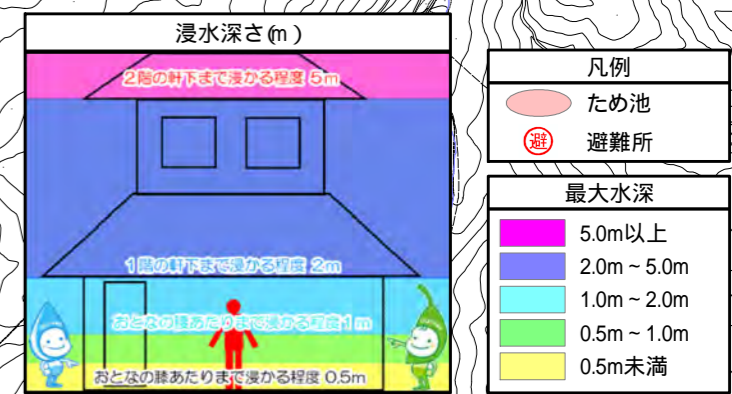 浸水深さ(m)
2階の軒下まで浸かる程度 5m
1階の軒下まで浸かる程度 2m
おとなの膝あたりまで浸かる程度 1m
おとなの膝あたりまで浸かる程度 0.5m
凡例
ため池
避 避難所
最大水深
5.0m以上
2.0m~5.0m
1.0m~2.0m
0.5m~1.0m
0.5m未満